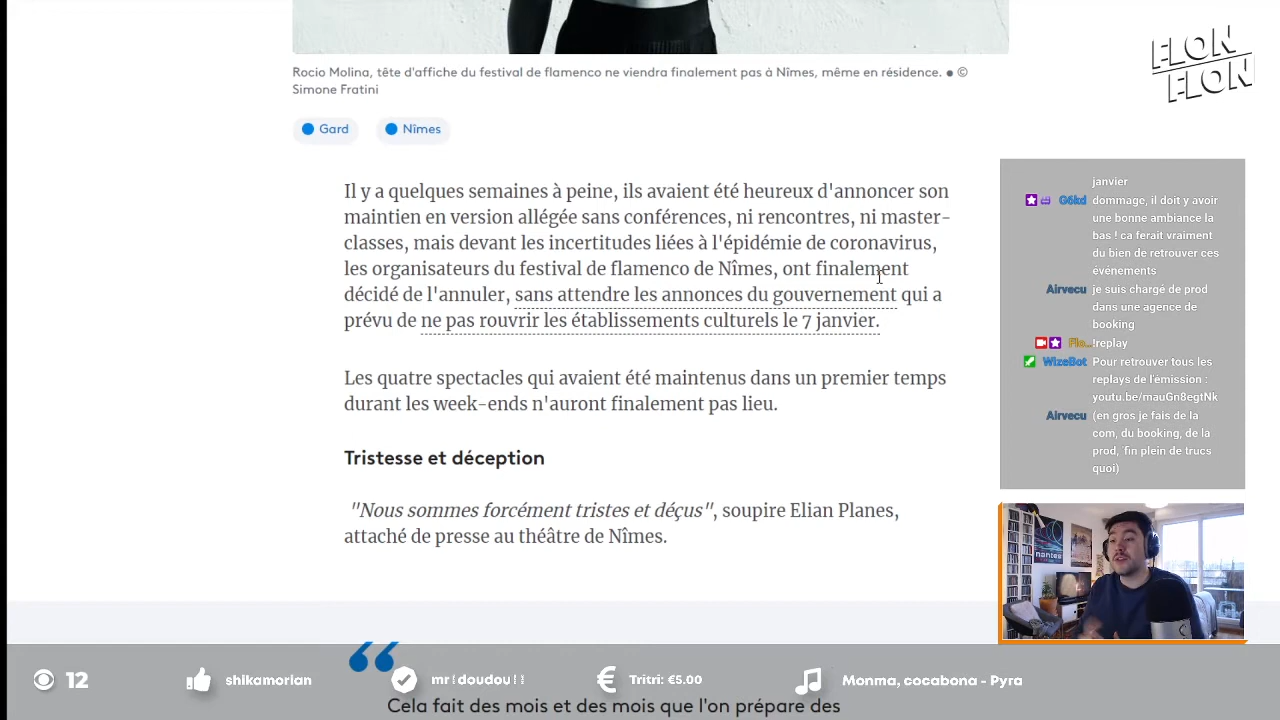 Rocio Molina, tête d'affiche du festival de flamenco ne viendra finalement pas à Nîmes, même en résidence. ● ©
Simone Fratini
Gard
Nîmes
Il y a quelques semaines à peine, ils avaient été heureux d'annoncer son
maintien en version allégée sans conférences, ni rencontres, ni master-
classes, mais devant les incertitudes liées à l'épidémie de coronavirus,
les organisateurs du festival de flamenco de Nîmes, ont finalement
décidé de l'annuler, sans attendre les annonces du gouvernement qui a
prévu de ne pas rouvrir les établissements culturels le 7 janvier.
Les quatre spectacles qui avaient été maintenus dans un premier temps
durant les week-ends n'auront finalement pas lieu.
Tristesse et déception
"Nous sommes forcément tristes et déçus", soupire Elian Planes,
attaché de presse au théâtre de Nîmes.
“
Cela fait des mois et des mois que l'on prépare des
FLON
FLON
janvier
G6kd dommage, il doit y avoir
une bonne ambiance la
bas ! ca ferait vraiment
du bien de retrouver ces
événements
Airvecu je suis chargé de prod
dans une agence de
booking
Flo... !replay
WizeBot Pour retrouver tous les
replays de l'émission :
youtu.be/mauGn8egtNk
Airvecu (en gros je fais de la
com, du booking, de la
prod, 'fin plein de trucs
quoi)
nantes
12
shikamorian
mr!doudou!!
€
Tritri: €5.00
Monma, cocabona - Pyra